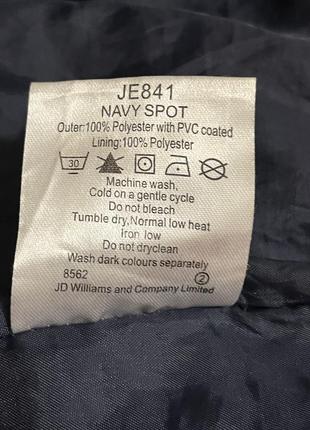 JE841
NAVY SPOT
Outer:100% Polyester with PVC coated
Lining:100% Polyester
30
Machine wash,
Cold on a gentle cycle
Do not bleach
Tumble dry,Normal low heat
Iron low
Do not dryclean
Wash dark colours separately
8562 2
JD Williams and Company Limited